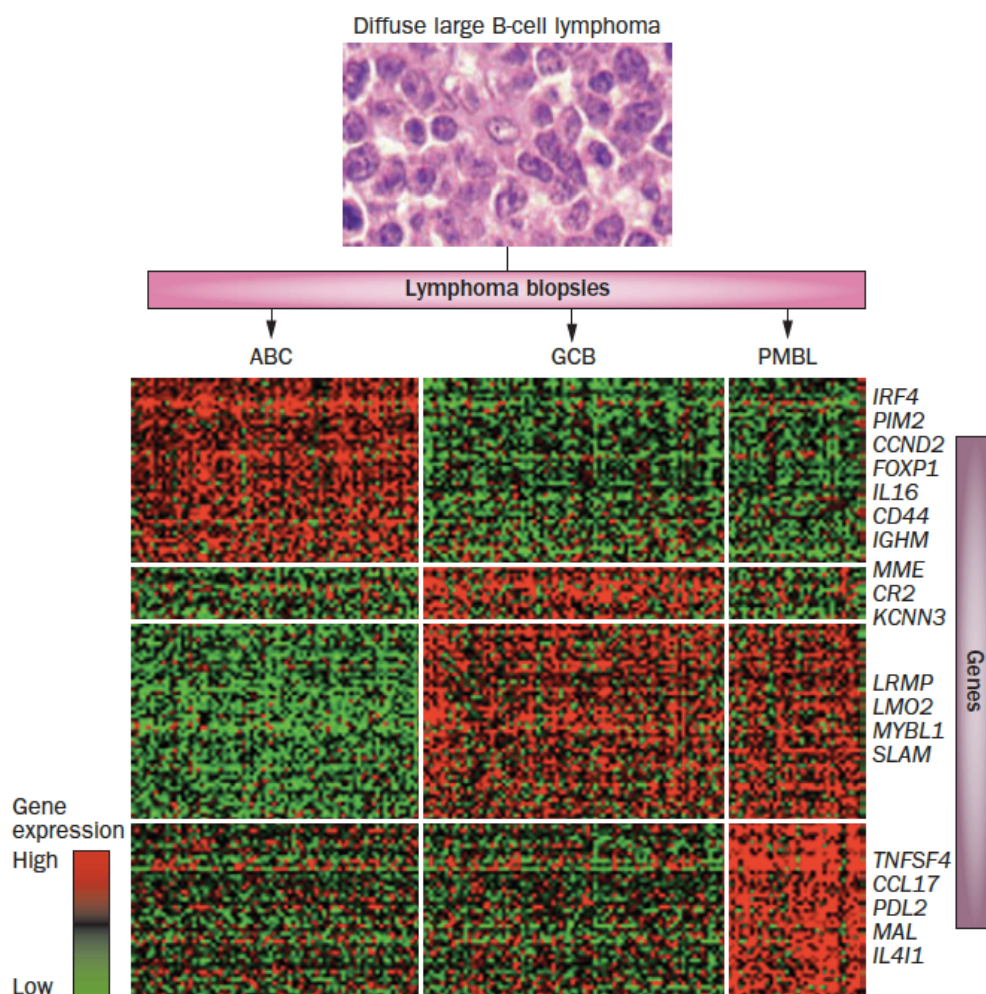 Diffuse large B-cell lymphoma
Lymphoma biopsies
ABC
GCB
PMBL
IRF4
PIM2
CCND2
FOXP1
IL16
CD44
IGHM
MME
CR2
KCNN3
LRMP
LMO2
MYBL1
SLAM
TNFSF4
CCL17
PDL2
MAL
IL4I1
Genes
Gene
expression
High
Low